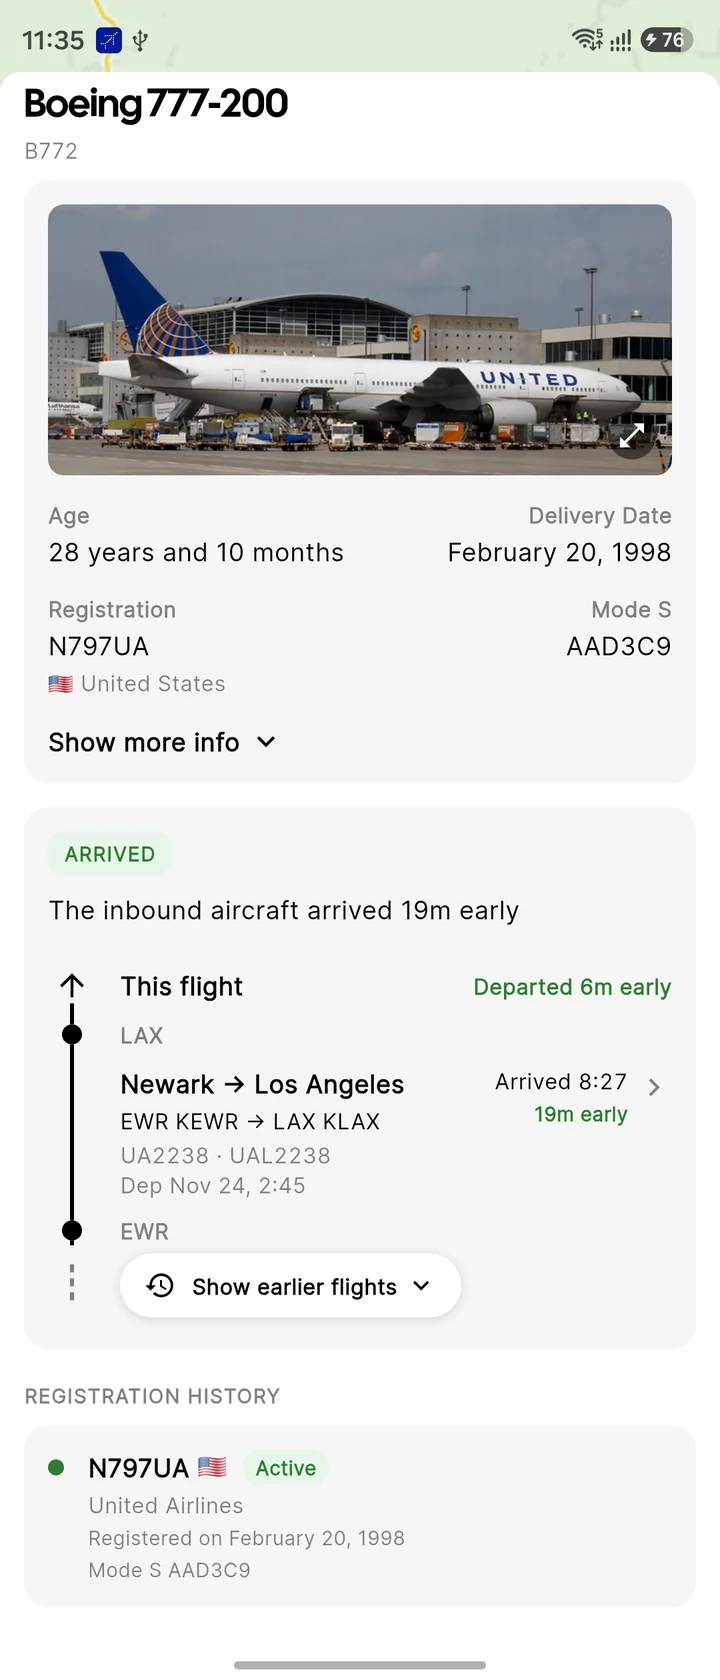 11:35
76
Boeing 777-200
B772
UNITED
Age
Delivery Date
28 years and 10 months
February 20, 1998
Registration
Mode S
N797UA
AAD3C9
🇺🇸 United States
Show more info
ARRIVED
The inbound aircraft arrived 19m early
This flight
Departed 6m early
LAX
Newark → Los Angeles
Arrived 8:27
EWR KEWR → LAX KLAX
19m early
UA2238 · UAL2238
Dep Nov 24, 2:45
EWR
Show earlier flights
REGISTRATION HISTORY
N797UA 🇺🇸 Active
United Airlines
Registered on February 20, 1998
Mode S AAD3C9